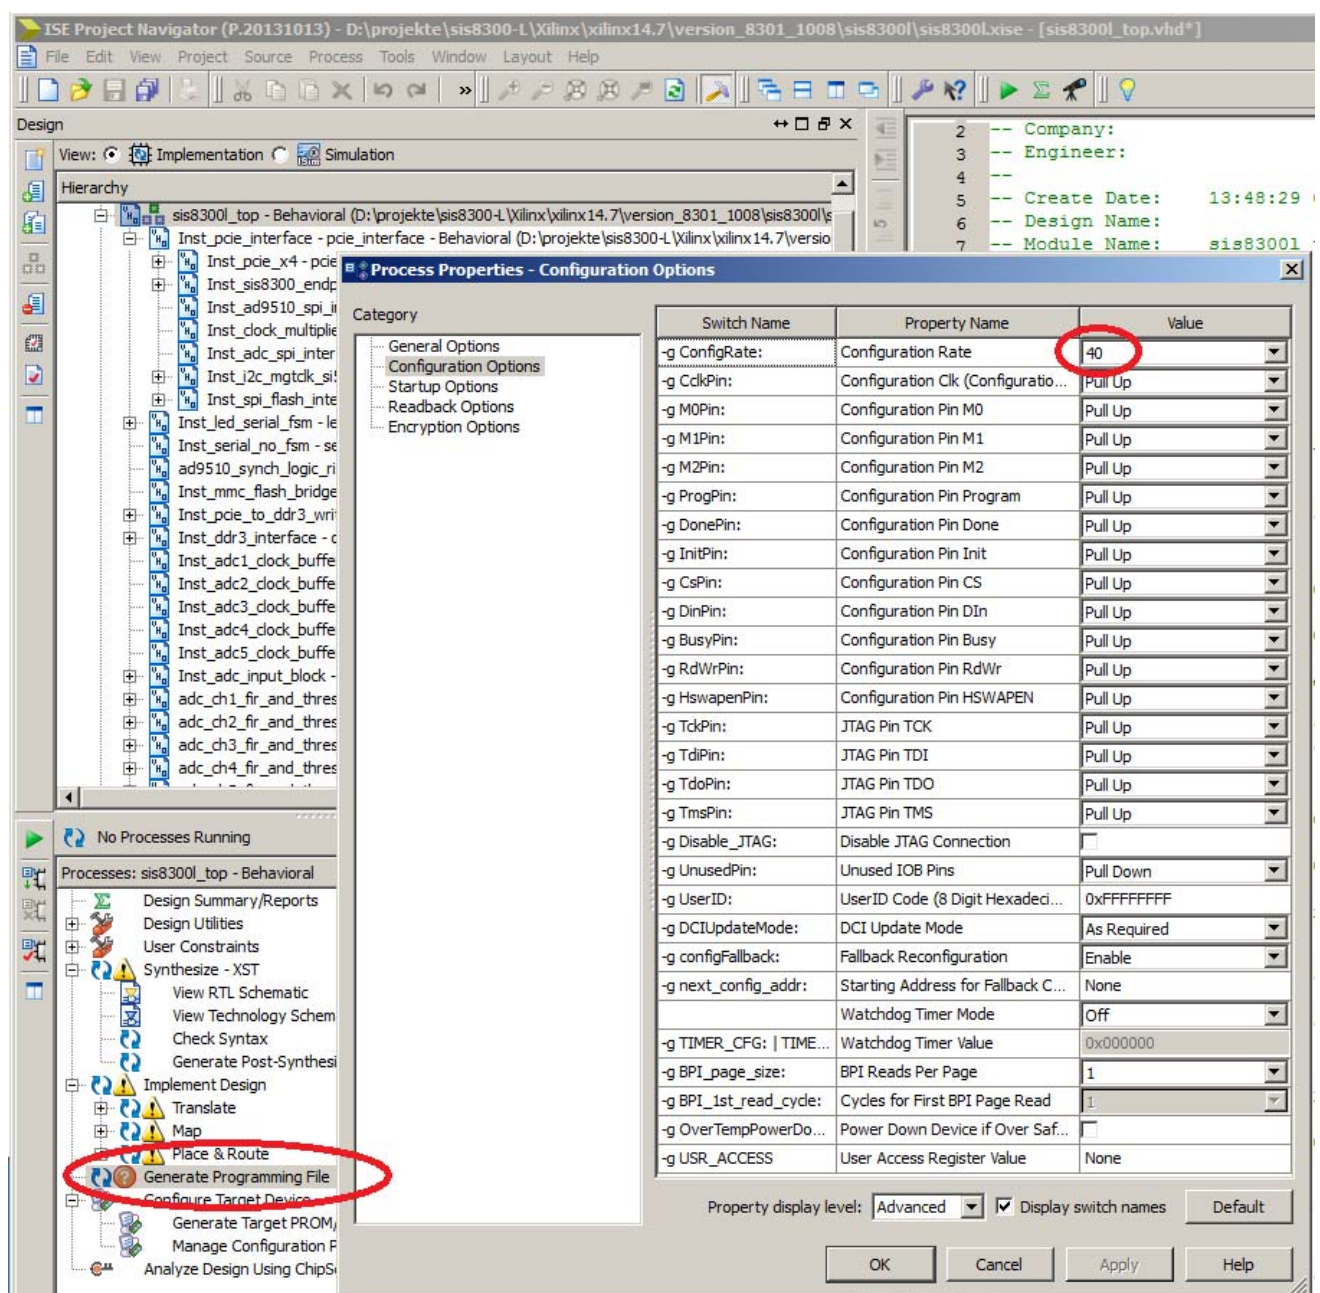 ISE Project Navigator (P.20131013) - D:\projekte\sis8300-L\Xilinx\xilinx14.7\version_8301_1008\sis8300l\sis8300l.xise - [sis8300l_top.vhd*]
File Edit View Project Source Process Tools Window Layout Help
Design
View: Implementation Simulation
Hierarchy
sis8300l_top - Behavioral (D:\projekte\sis8300-L\Xilinx\xilinx14.7\version_8301_1008\sis8300l\s
Inst_pcie_interface - pcie_interface - Behavioral (D:\projekte\sis8300-L\Xilinx\xilinx14.7\versio
Inst_pcie_x4 - pcie
Inst_sis8300_endp
Inst_ad9510_spi_i
Inst_clock_multiplie
Inst_adc_spi_inter
Inst_i2c_mgtclk_si
Inst_spi_flash_inte
Inst_led_serial_fsm - le
Inst_serial_no_fsm - se
ad9510_synch_logic_ri
Inst_mmc_flash_bridge
Inst_pcie_to_ddr3_wri
Inst_ddr3_interface - d
Inst_adc1_clock_buffe
Inst_adc2_clock_buffe
Inst_adc3_clock_buffe
Inst_adc4_clock_buffe
Inst_adc5_clock_buffe
Inst_adc_input_block -
adc_ch1_fir_and_thres
adc_ch2_fir_and_thres
adc_ch3_fir_and_thres
adc_ch4_fir_and_thres
2 -- Company:
3 -- Engineer:
4 --
5 -- Create Date: 13:48:29
6 -- Design Name:
7 -- Module Name: sis8300l
Process Properties - Configuration Options
Category
General Options
Configuration Options
Startup Options
Readback Options
Encryption Options
Switch Name Property Name Value
-g ConfigRate: Configuration Rate 40
-g CclkPin: Configuration Clk (Configuratio... Pull Up
-g M0Pin: Configuration Pin M0 Pull Up
-g M1Pin: Configuration Pin M1 Pull Up
-g M2Pin: Configuration Pin M2 Pull Up
-g ProgPin: Configuration Pin Program Pull Up
-g DonePin: Configuration Pin Done Pull Up
-g InitPin: Configuration Pin Init Pull Up
-g CsPin: Configuration Pin CS Pull Up
-g DinPin: Configuration Pin DIn Pull Up
-g BusyPin: Configuration Pin Busy Pull Up
-g RdWrPin: Configuration Pin RdWr Pull Up
-g HswapenPin: Configuration Pin HSWAPEN Pull Up
-g TckPin: JTAG Pin TCK Pull Up
-g TdiPin: JTAG Pin TDI Pull Up
-g TdoPin: JTAG Pin TDO Pull Up
-g TmsPin: JTAG Pin TMS Pull Up
-g Disable_JTAG: Disable JTAG Connection
-g UnusedPin: Unused IOB Pins Pull Down
-g UserID: UserID Code (8 Digit Hexadeci... 0xFFFFFFFF
-g DCIUpdateMode: DCI Update Mode As Required
-g configFallback: Fallback Reconfiguration Enable
-g next_config_addr: Starting Address for Fallback C... None
Watchdog Timer Mode Off
-g TIMER_CFG: | TIME... Watchdog Timer Value 0x000000
-g BPI_page_size: BPI Reads Per Page 1
-g BPI_1st_read_cycle: Cycles for First BPI Page Read 1
-g OverTempPowerDo... Power Down Device if Over Saf...
-g USR_ACCESS User Access Register Value None
Property display level: Advanced Display switch names Default
OK Cancel Apply Help
No Processes Running
Processes: sis8300l_top - Behavioral
Design Summary/Reports
Design Utilities
User Constraints
Synthesize - XST
View RTL Schematic
View Technology Schem
Check Syntax
Generate Post-Synthesi
Implement Design
Translate
Map
Place & Route
Generate Programming File
Configure Target Device
Generate Target PROM/
Manage Configuration P
Analyze Design Using ChipS